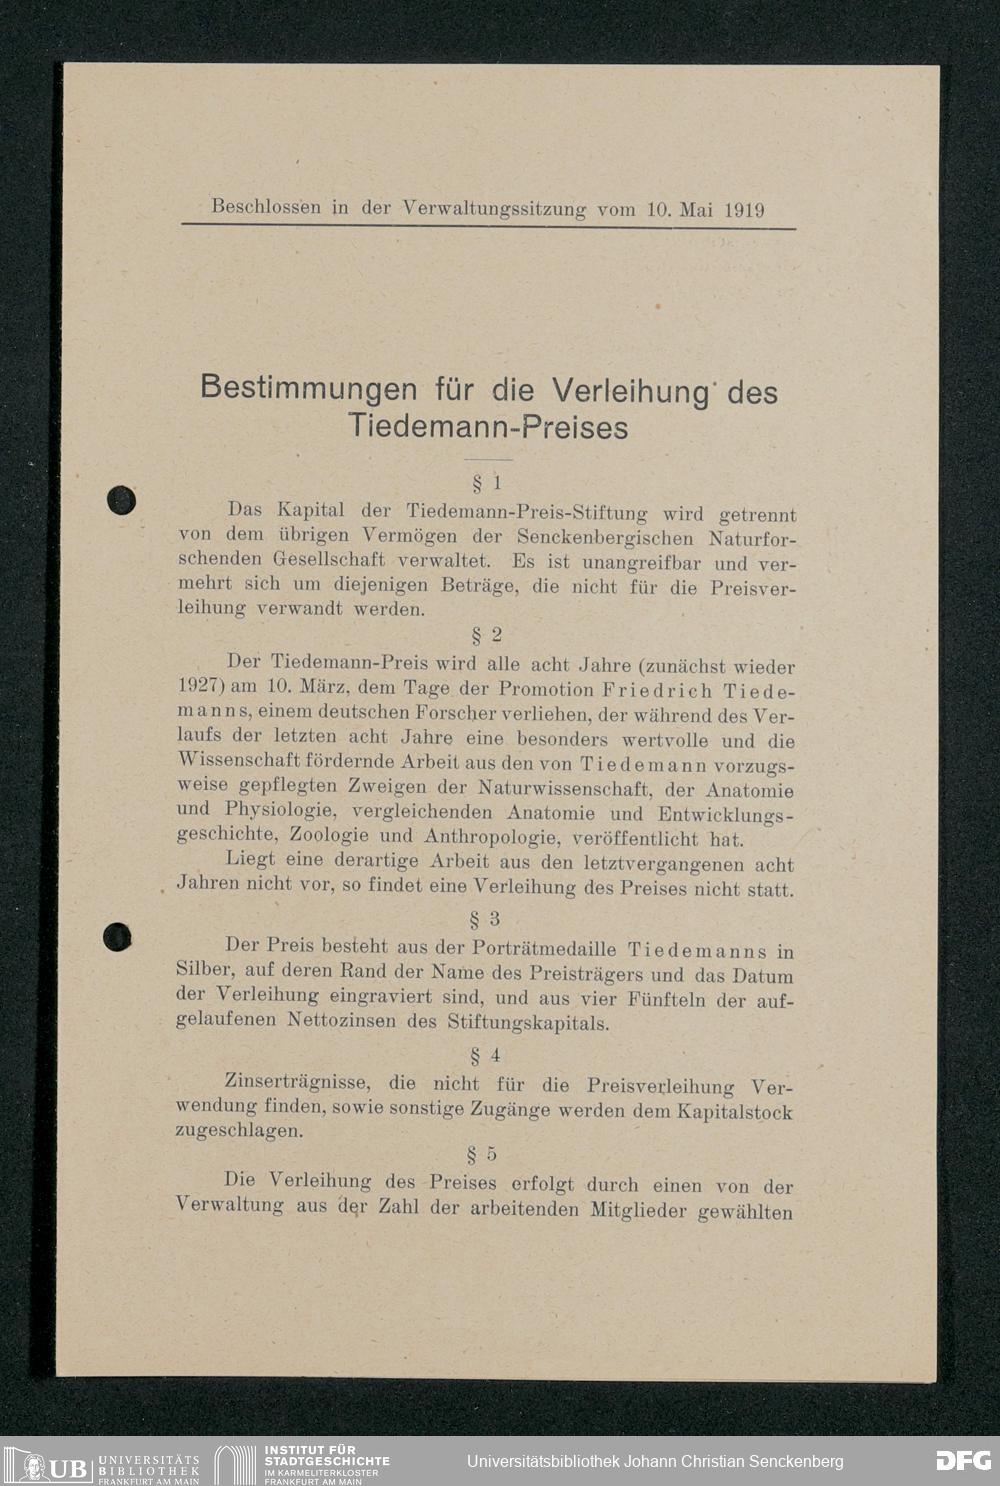 Beschlossen in der Verwaltungssitzung vom 10. Mai 1919
Bestimmungen für die Verleihung des
Tiedemann-Preises
§ 1
Das Kapital der Tiedemann-Preis-Stiftung wird getrennt
von dem übrigen Vermögen der Senckenbergischen Naturfor-
schenden Gesellschaft verwaltet. Es ist unangreifbar und ver-
mehrt sich um diejenigen Beträge, die nicht für die Preisver-
leihung verwandt werden.
§ 2
Der Tiedemann-Preis wird alle acht Jahre (zunächst wieder
1927) am 10. März, dem Tage der Promotion Friedrich Tiede-
manns, einem deutschen Forscher verliehen, der während des Ver-
laufs der letzten acht Jahre eine besonders wertvolle und die
Wissenschaft fördernde Arbeit aus den von Tiedemann vorzugs-
weise gepflegten Zweigen der Naturwissenschaft, der Anatomie
und Physiologie, vergleichenden Anatomie und Entwicklungs-
geschichte, Zoologie und Anthropologie, veröffentlicht hat.
Liegt eine derartige Arbeit aus den letztvergangenen acht
Jahren nicht vor, so findet eine Verleihung des Preises nicht statt.
§ 3
Der Preis besteht aus der Porträtmedaille Tiedemanns in
Silber, auf deren Rand der Name des Preisträgers und das Datum
der Verleihung eingraviert sind, und aus vier Fünfteln der auf-
gelaufenen Nettozinsen des Stiftungskapitals.
§ 4
Zinserträgnisse, die nicht für die Preisverleihung Ver-
wendung finden, sowie sonstige Zugänge werden dem Kapitalstock
zugeschlagen.
§ 5
Die Verleihung des Preises erfolgt durch einen von der
Verwaltung aus der Zahl der arbeitenden Mitglieder gewählten
UB
UNIVERSITÄTS
BIBLIOTHEK
FRANKFURT AM MAIN
INSTITUT FÜR
STADTGESCHICHTE
IM KARMELITERKLOSTER
FRANKFURT AM MAIN
Universitätsbibliothek Johann Christian Senckenberg
DFG